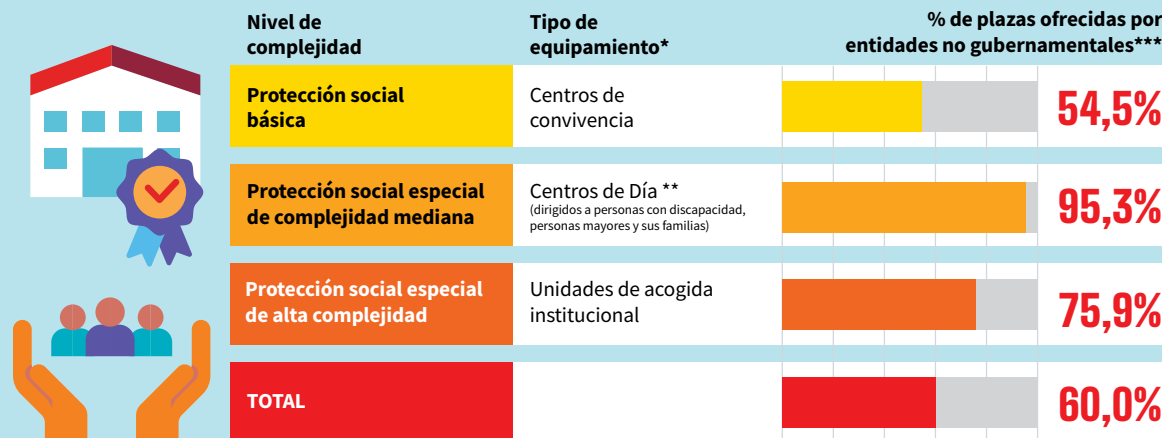 Nivel de
complejidad
Tipo de
equipamiento*
% de plazas ofrecidas por
entidades no gubernamentales***
Protección social
básica
Centros de
convivencia
54,5%
Protección social especial
de complejidad mediana
Centros de Día **
(dirigidos a personas con discapacidad,
personas mayores y sus familias)
95,3%
Protección social especial
de alta complejidad
Unidades de acogida
institucional
75,9%
TOTAL
60,0%